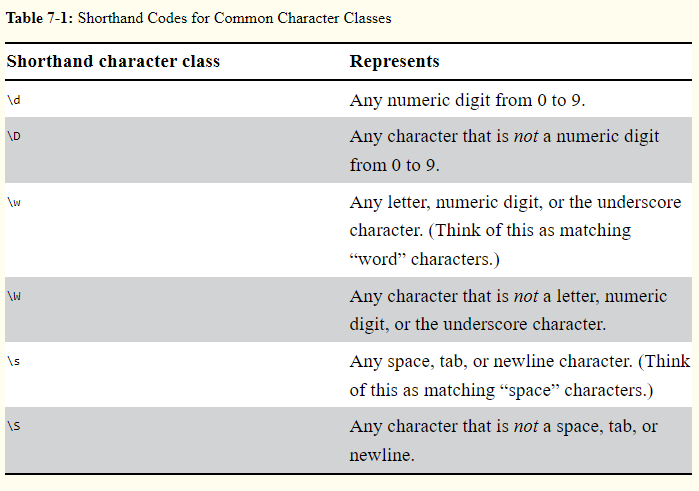 Table 7-1: Shorthand Codes for Common Character Classes
Shorthand character class Represents
\d Any numeric digit from 0 to 9.
\D Any character that is not a numeric digit
from 0 to 9.
\w Any letter, numeric digit, or the underscore
character. (Think of this as matching
“word” characters.)
\W Any character that is not a letter, numeric
digit, or the underscore character.
\s Any space, tab, or newline character. (Think
of this as matching “space” characters.)
\S Any character that is not a space, tab, or
newline.